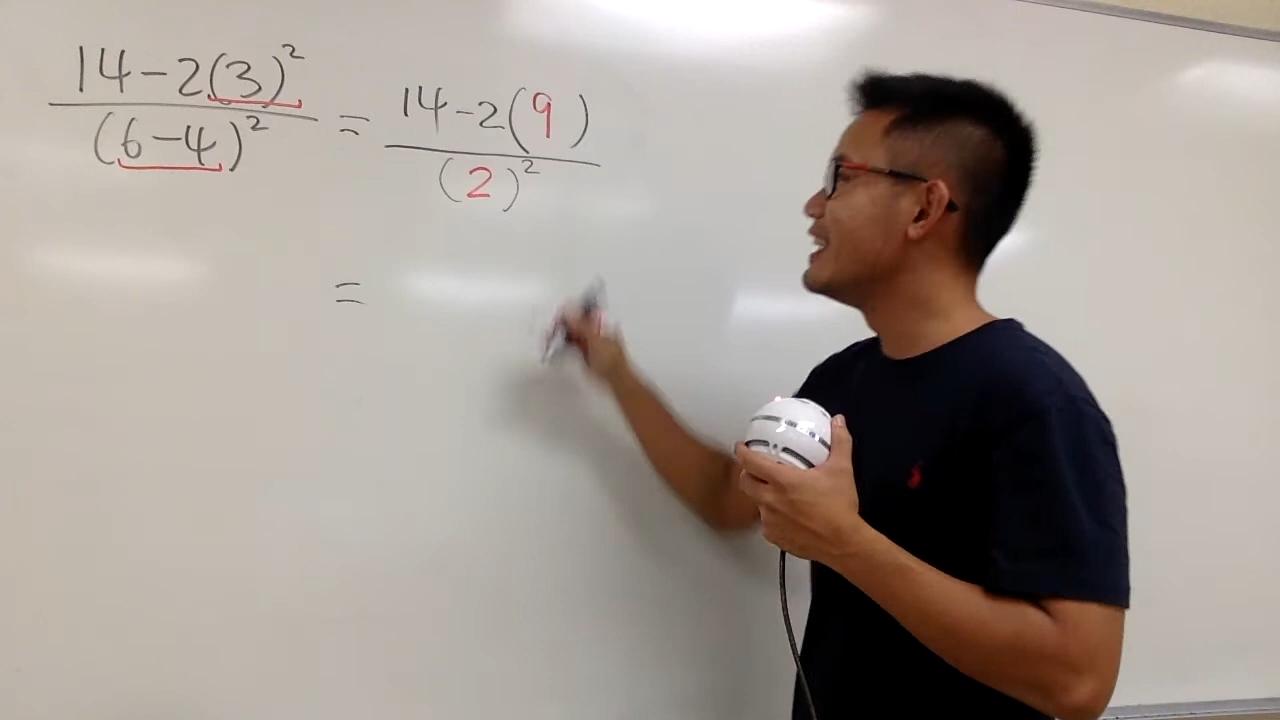 14-2(3)² / (6-4)² = 14-2(9) / (2)²
=